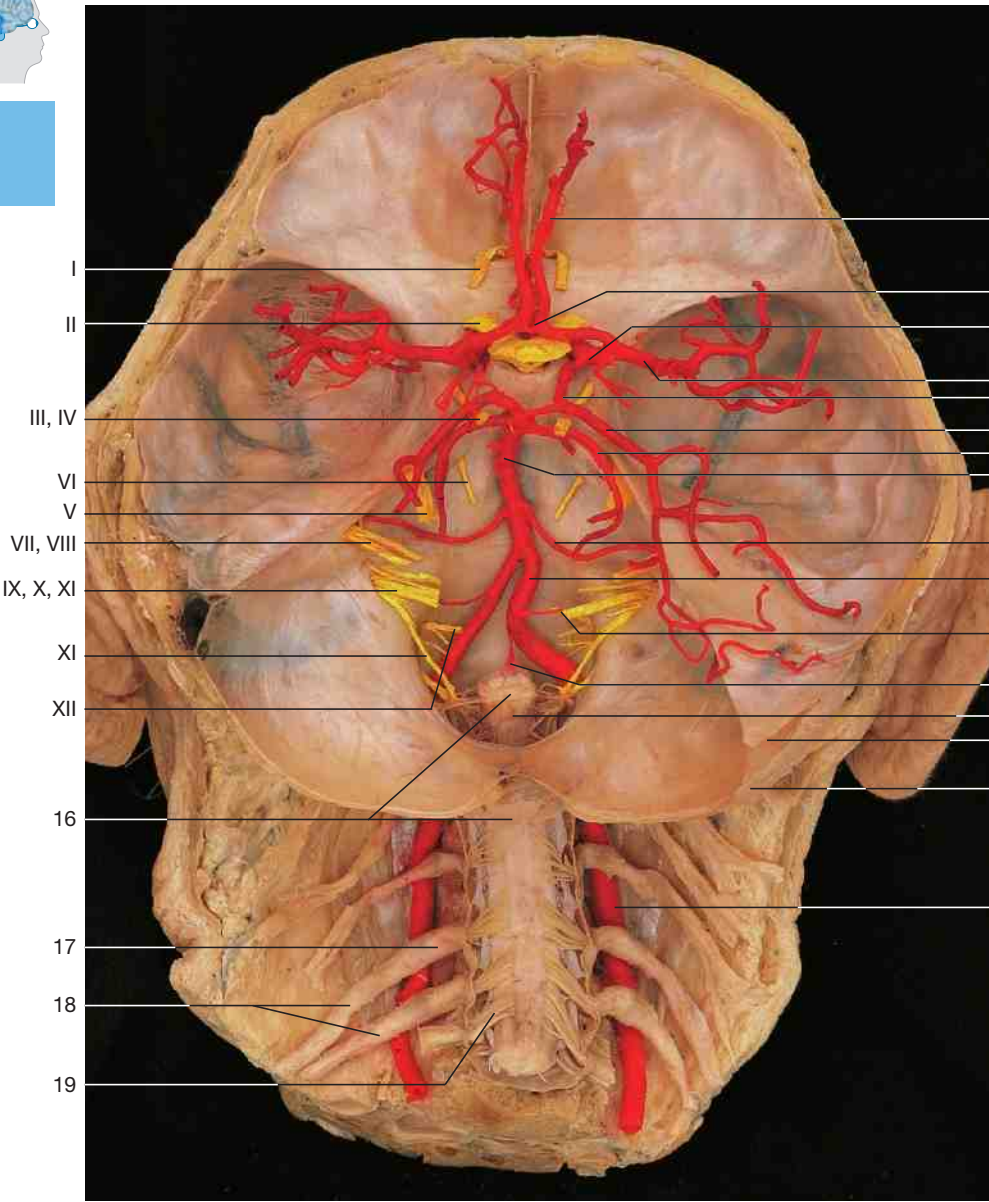 I
II
III, IV
VI
V
VII, VIII
IX, X, XI
XI
XII
16
17
18
19